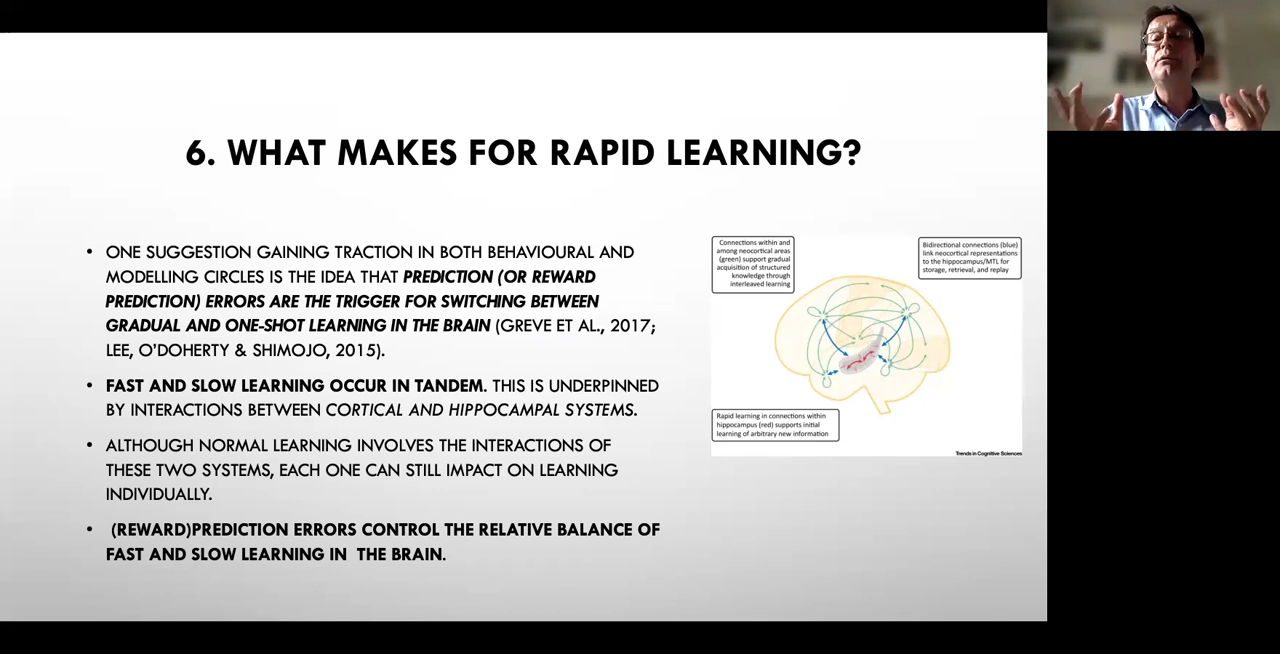 6. WHAT MAKES FOR RAPID LEARNING?
• ONE SUGGESTION GAINING TRACTION IN BOTH BEHAVIOURAL AND
MODELLING CIRCLES IS THE IDEA THAT PREDICTION (OR REWARD
PREDICTION) ERRORS ARE THE TRIGGER FOR SWITCHING BETWEEN
GRADUAL AND ONE-SHOT LEARNING IN THE BRAIN (GREVE ET AL., 2017;
LEE, O'DOHERTY & SHIMOJO, 2015).
• FAST AND SLOW LEARNING OCCUR IN TANDEM. THIS IS UNDERPINNED
BY INTERACTIONS BETWEEN CORTICAL AND HIPPOCAMPAL SYSTEMS.
• ALTHOUGH NORMAL LEARNING INVOLVES THE INTERACTIONS OF
THESE TWO SYSTEMS, EACH ONE CAN STILL IMPACT ON LEARNING
INDIVIDUALLY.
• (REWARD)PREDICTION ERRORS CONTROL THE RELATIVE BALANCE OF
FAST AND SLOW LEARNING IN THE BRAIN.
Connections within and
among neocortical areas
(green) support gradual
acquisition of structured
knowledge through
interleaved learning
Bidirectional connections (blue)
link neocortical representations
to the hippocampus/MTL for
storage, retrieval, and replay
Rapid learning in connections within
hippocampus (red) supports initial
learning of arbitrary new information
Trends in Cognitive Sciences